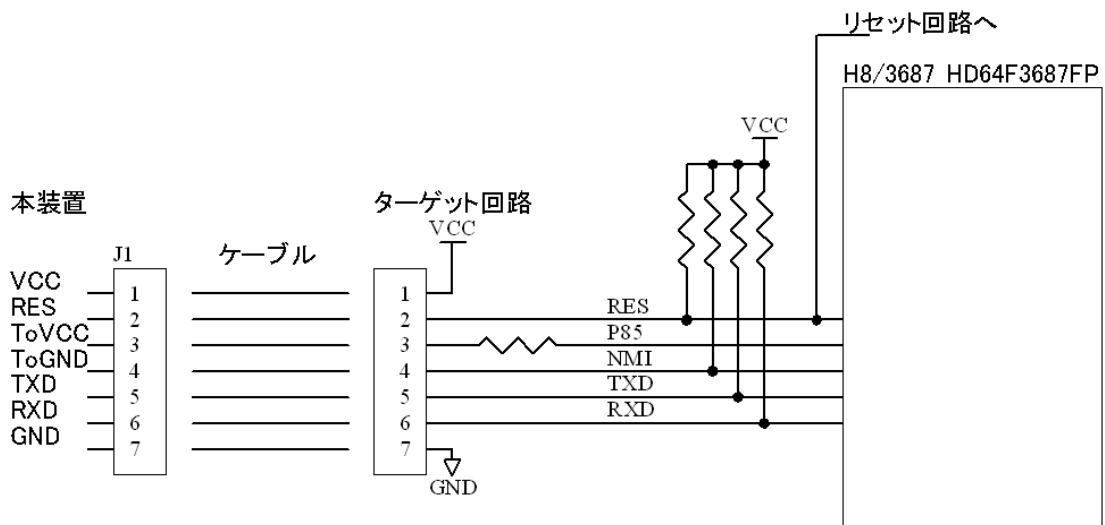 リセット回路へ
H8/3687 HD64F3687FP
VCC
本装置
ターゲット回路
VCC
J1
ケーブル
VCC
RES
ToVCC
ToGND
TXD
RXD
GND
1
2
3
4
5
6
7
1
2
3
4
5
6
7
RES
P85
NMI
TXD
RXD
GND